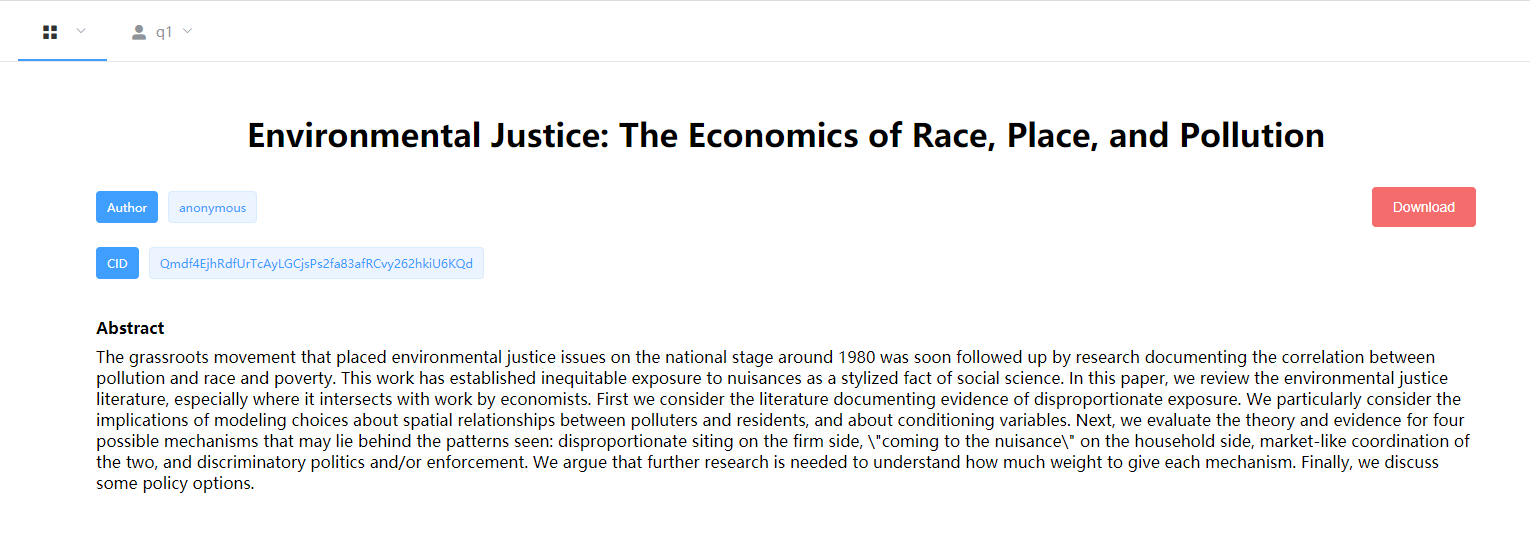 q1
Environmental Justice: The Economics of Race, Place, and Pollution
Author anonymous Download
CID Qmdf4EjhRdfUrTcAyLGCjsPs2fa83afRCvy262hkiU6KQd
Abstract
The grassroots movement that placed environmental justice issues on the national stage around 1980 was soon followed up by research documenting the correlation between
pollution and race and poverty. This work has established inequitable exposure to nuisances as a stylized fact of social science. In this paper, we review the environmental justice
literature, especially where it intersects with work by economists. First we consider the literature documenting evidence of disproportionate exposure. We particularly consider the
implications of modeling choices about spatial relationships between polluters and residents, and about conditioning variables. Next, we evaluate the theory and evidence for four
possible mechanisms that may lie behind the patterns seen: disproportionate siting on the firm side, \"coming to the nuisance\" on the household side, market-like coordination of
the two, and discriminatory politics and/or enforcement. We argue that further research is needed to understand how much weight to give each mechanism. Finally, we discuss
some policy options.